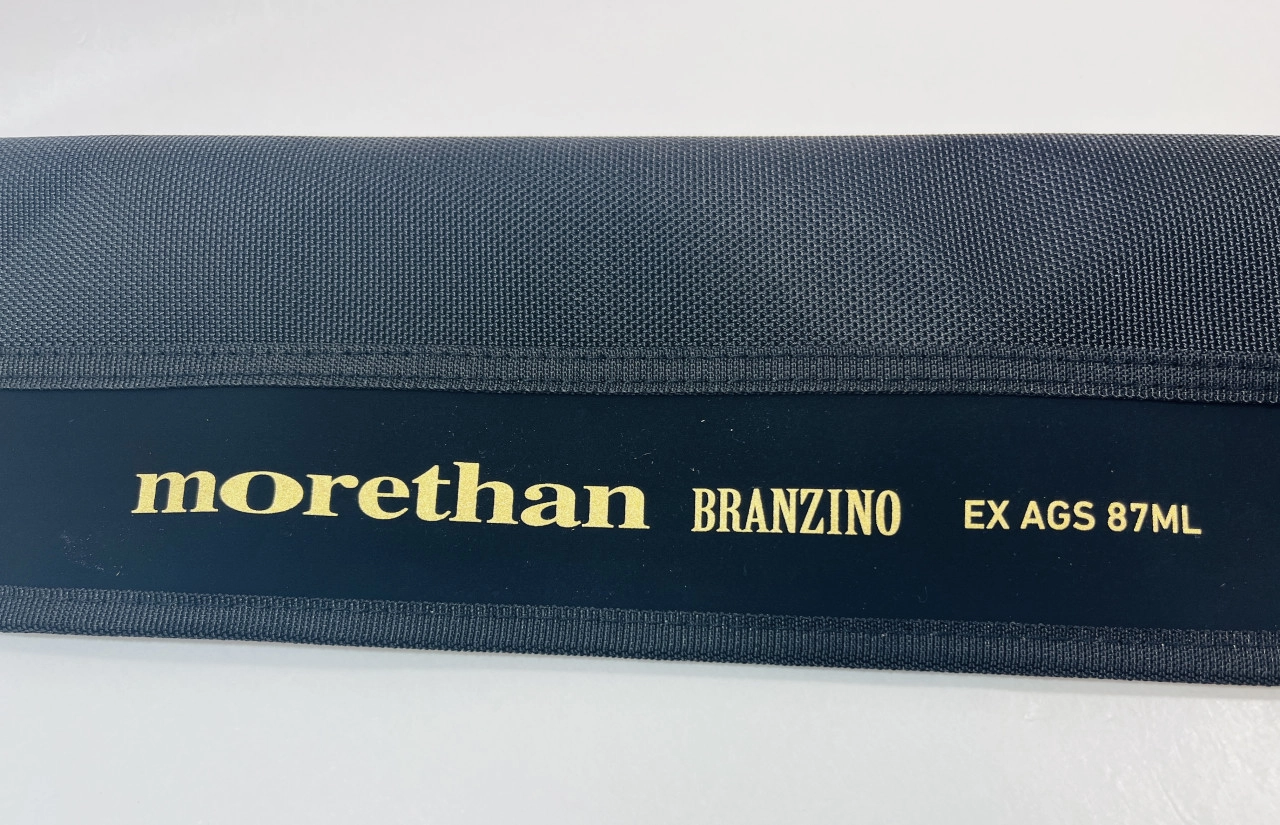 morethan BRANZINO EX AGS 87ML